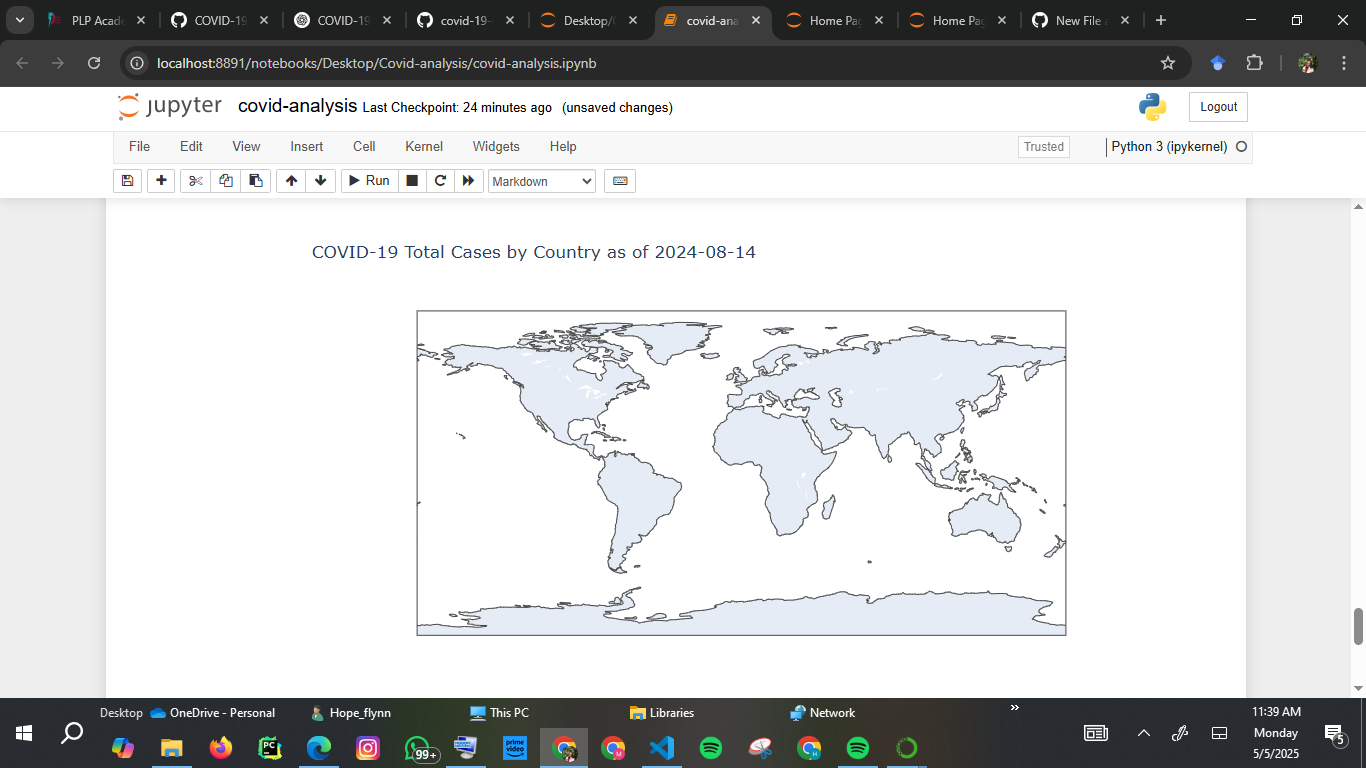 PLP Acade
COVID-19
COVID-19
covid-19-
Desktop/C
covid-ana
Home Pag
Home Pag
New File a
localhost:8891/notebooks/Desktop/Covid-analysis/covid-analysis.ipynb
jupyter covid-analysis Last Checkpoint: 24 minutes ago (unsaved changes)
Logout
File Edit View Insert Cell Kernel Widgets Help
Trusted
Python 3 (ipykernel)
Run
Markdown
COVID-19 Total Cases by Country as of 2024-08-14
Desktop OneDrive - Personal Hope_flynn This PC Libraries Network
PC
99+
prime video
M
H
11:39 AM
Monday
5/5/2025
5